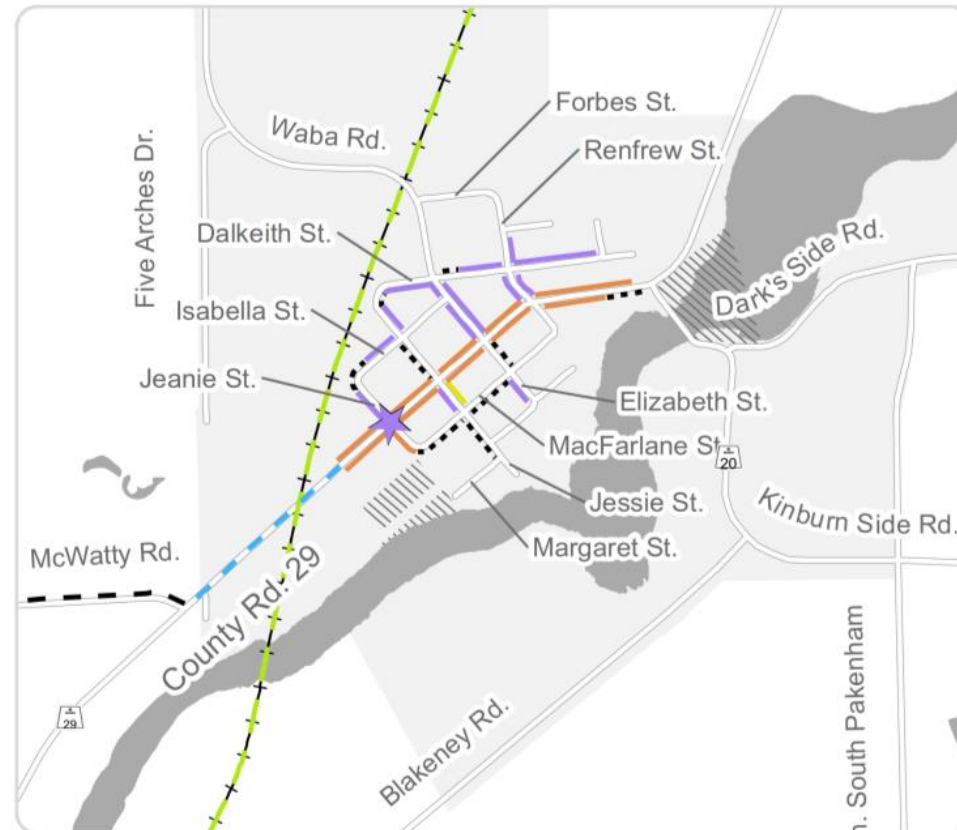 Forbes St.
Waba Rd.
Renfrew St.
Five Arches Dr.
Dalkeith St.
Dark's Side Rd.
Isabella St.
Jeanie St.
Elizabeth St.
MacFarlane St.
20
Jessie St.
Kinburn Side Rd.
Margaret St.
McWatty Rd.
County Rd. 29
29
Blakeney Rd.
n. South Pakenham